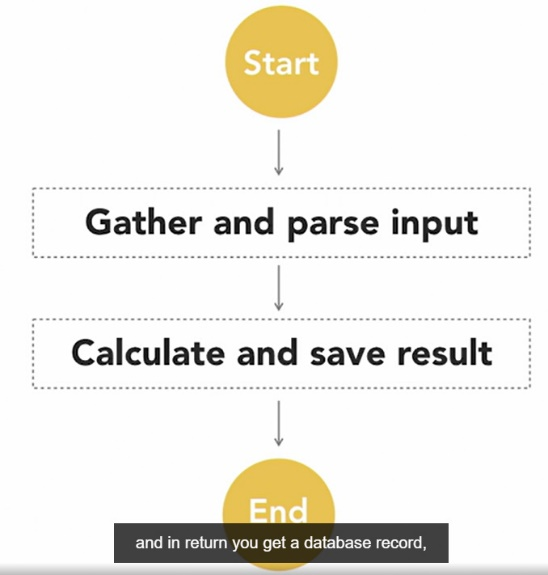 Start
Gather and parse input
Calculate and save result
End
and in return you get a database record,